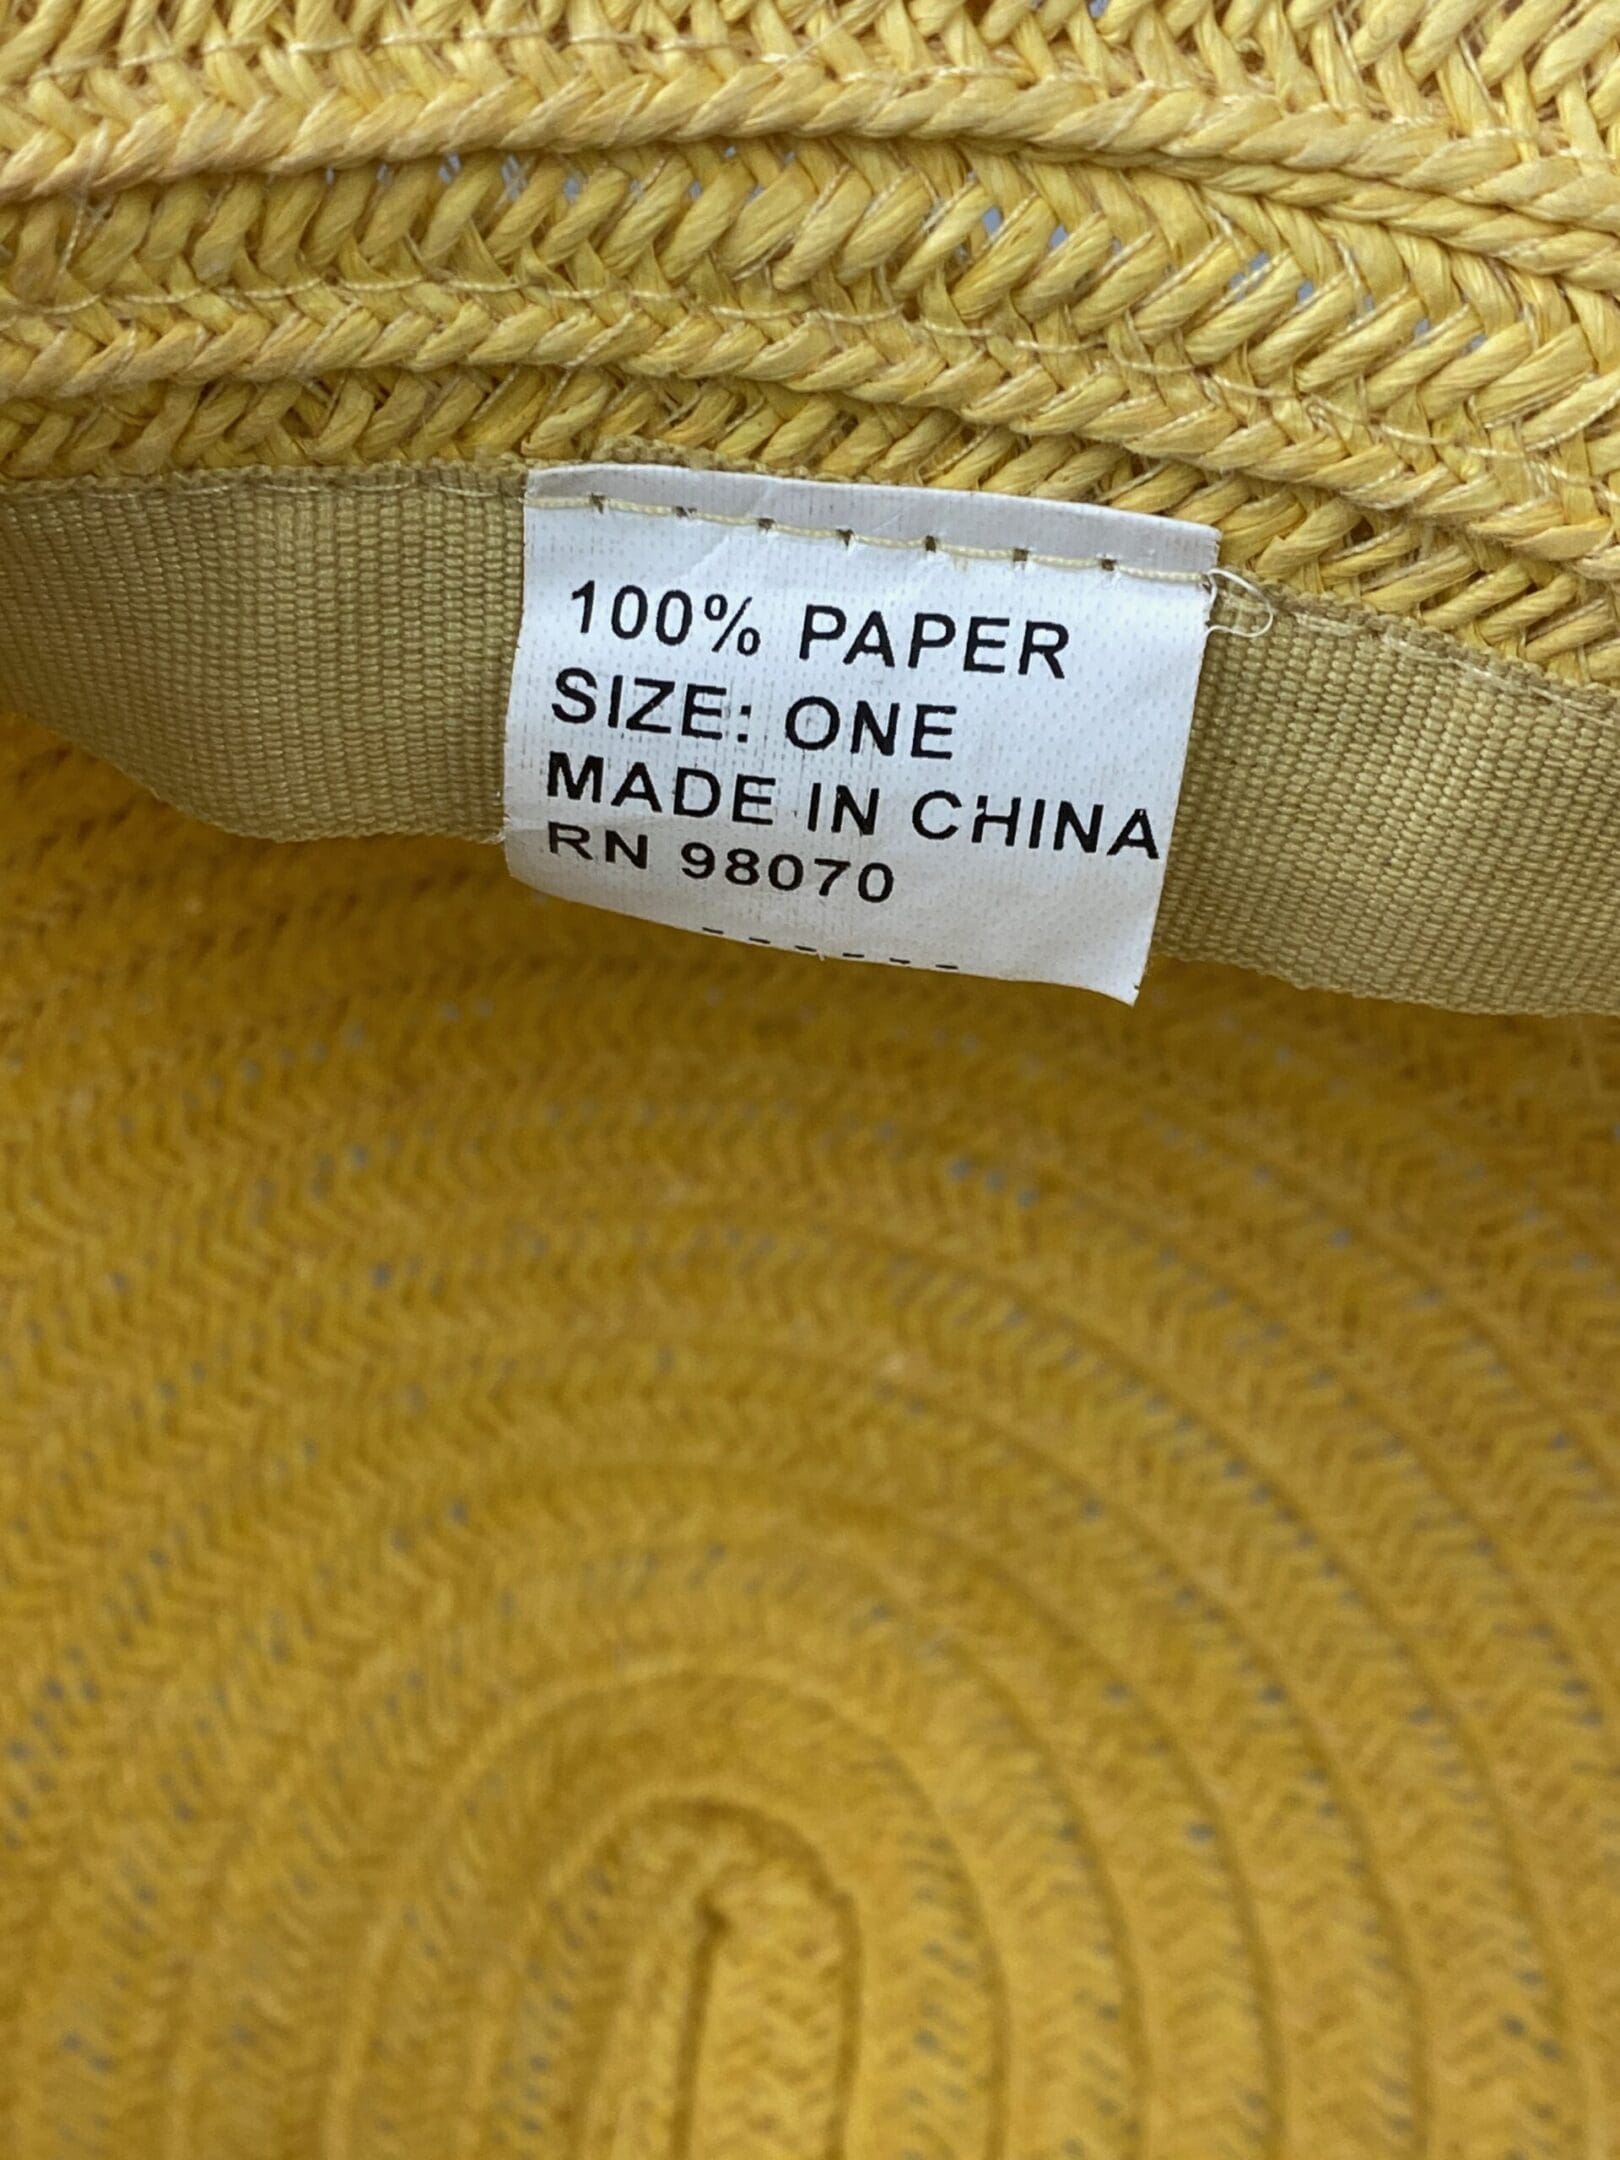 100% PAPER
SIZE: ONE
MADE IN CHINA
RN 98070
------